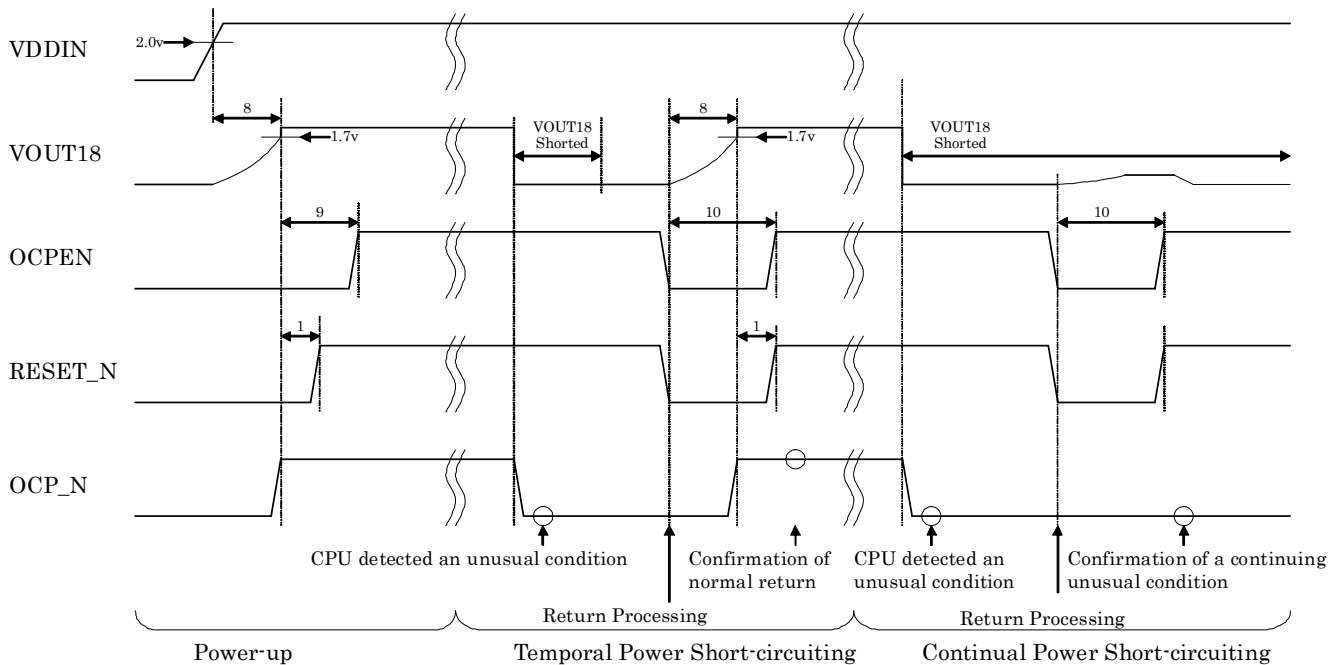 VDDIN
2.0v
8
8
VOUT18
1.7v
VOUT18
Shorted
1.7v
VOUT18
Shorted
9
10
10
OCPEN
1
1
RESET_N
OCP_N
CPU detected an unusual condition
Confirmation of
normal return
CPU detected an
unusual condition
Confirmation of a continuing
unusual condition
Return Processing
Return Processing
Power-up
Temporal Power Short-circuiting
Continual Power Short-circuiting